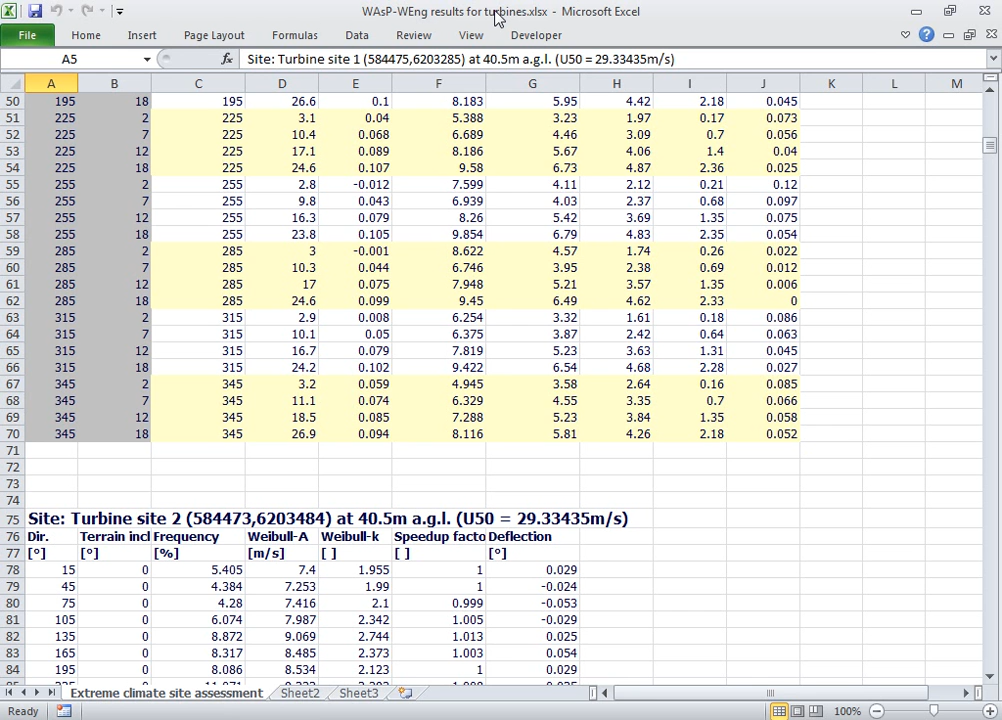 WAsP-WEng results for turbines.xlsx - Microsoft Excel
File Home Insert Page Layout Formulas Data Review View Developer
A5 fx Site: Turbine site 1 (584475,6203285) at 40.5m a.g.l. (U50 = 29.33435m/s)
A B C D E F G H I J K L M
50 195 18 195 26.6 0.1 8.183 5.95 4.42 2.18 0.045
51 225 2 225 3.1 0.04 5.388 3.23 1.97 0.17 0.073
52 225 7 225 10.4 0.068 6.689 4.46 3.09 0.7 0.056
53 225 12 225 17.1 0.089 8.186 5.67 4.06 1.4 0.04
54 225 18 225 24.6 0.107 9.58 6.73 4.87 2.36 0.025
55 255 2 255 2.8 -0.012 7.599 4.11 2.12 0.21 0.12
56 255 7 255 9.8 0.043 6.939 4.03 2.37 0.68 0.097
57 255 12 255 16.3 0.079 8.26 5.42 3.69 1.35 0.075
58 255 18 255 23.8 0.105 9.854 6.79 4.83 2.35 0.054
59 285 2 285 3 -0.001 8.622 4.57 1.74 0.26 0.022
60 285 7 285 10.3 0.044 6.746 3.95 2.38 0.69 0.012
61 285 12 285 17 0.075 7.948 5.21 3.57 1.35 0.006
62 285 18 285 24.6 0.099 9.45 6.49 4.62 2.33 0
63 315 2 315 2.9 0.008 6.254 3.32 1.61 0.18 0.086
64 315 7 315 10.1 0.05 6.375 3.87 2.42 0.64 0.063
65 315 12 315 16.7 0.079 7.819 5.23 3.63 1.31 0.045
66 315 18 315 24.2 0.102 9.422 6.54 4.68 2.28 0.027
67 345 2 345 3.2 0.059 4.945 3.58 2.64 0.16 0.085
68 345 7 345 11.1 0.074 6.329 4.55 3.35 0.7 0.066
69 345 12 345 18.5 0.085 7.288 5.23 3.84 1.35 0.058
70 345 18 345 26.9 0.094 8.116 5.81 4.26 2.18 0.052
71
72
73
74
75 Site: Turbine site 2 (584473,6203484) at 40.5m a.g.l. (U50 = 29.33435m/s)
76 Dir. Terrain incl Frequency Weibull-A Weibull-k Speedup facto Deflection
77 [°] [°] [%] [m/s] [ ] [ ] [°]
78 15 0 5.405 7.4 1.955 1 0.029
79 45 0 4.384 7.253 1.99 1 -0.024
80 75 0 4.28 7.416 2.1 0.999 -0.053
81 105 0 6.074 7.987 2.342 1.005 -0.029
82 135 0 8.872 9.069 2.744 1.013 0.025
83 165 0 8.317 8.485 2.373 1.003 0.054
84 195 0 8.086 8.534 2.123 1 0.029
Extreme climate site assessment Sheet2 Sheet3
Ready 100%